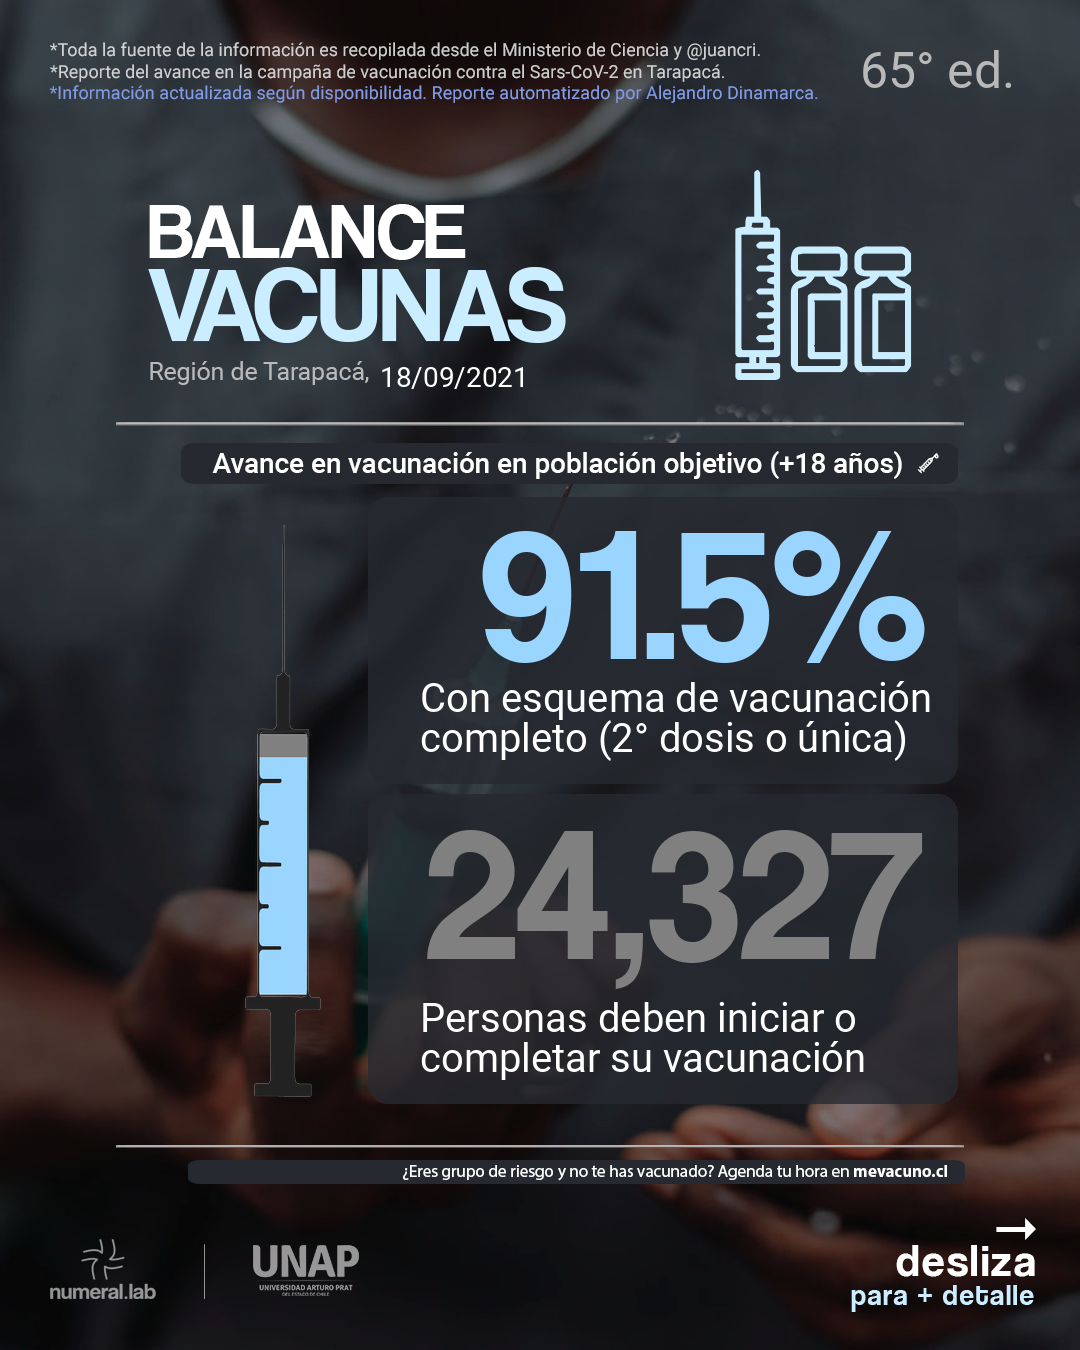 *Toda la fuente de la información es recopilada desde el Ministerio de Ciencia y @juancri.
*Reporte del avance en la campaña de vacunación contra el Sars-CoV-2 en Tarapacá.
*Información actualizada según disponibilidad. Reporte automatizado por Alejandro Dinamarca.
65° ed.
BALANCE
VACUNAS
Región de Tarapacá, 18/09/2021
Avance en vacunación en población objetivo (+18 años)
91.5%
Con esquema de vacunación
completo (2° dosis o única)
24,327
Personas deben iniciar o
completar su vacunación
¿Eres grupo de riesgo y no te has vacunado? Agenda tu hora en mevacuno.cl
numeral.lab
UNAP
UNIVERSIDAD ARTURO PRAT
DEL ESTADO DE CHILE
desliza
para + detalle